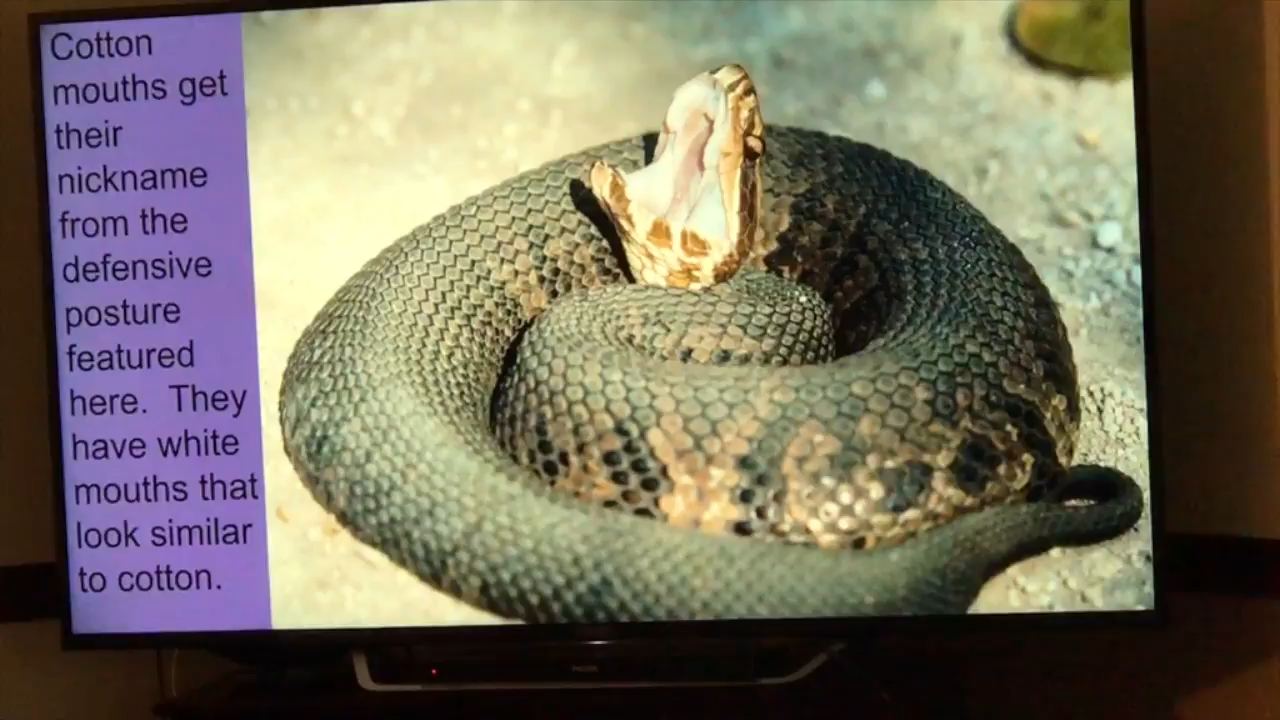 Cotton
mouths get
their
nickname
from the
defensive
posture
featured
here.  They
have white
mouths that
look similar
to cotton.